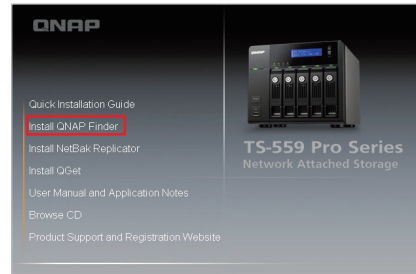 QNAP
Quick Installation Guide
Install QNAP Finder
Install NetBak Replicator
Install QGet
User Manual and Application Notes
Browse CD
Product Support and Registration Website
TS-559 Pro Series
Network Attached Storage